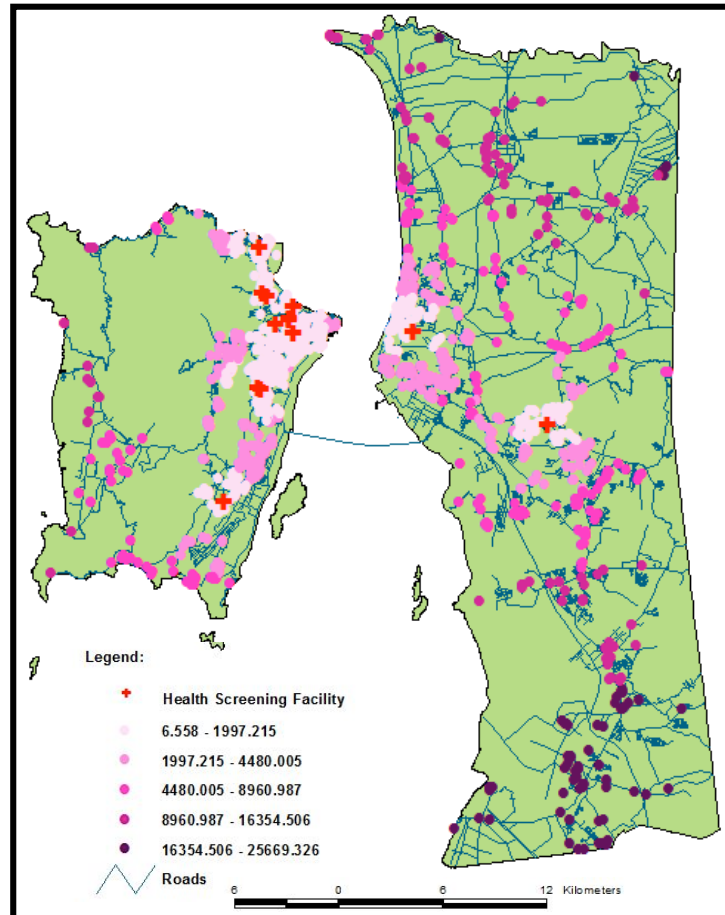 Legend:
Health Screening Facility
6.558 - 1997.215
1997.215 - 4480.005
4480.005 - 8960.987
8960.987 - 16354.506
16354.506 - 25669.326
Roads
6 0 6 12 Kilometers